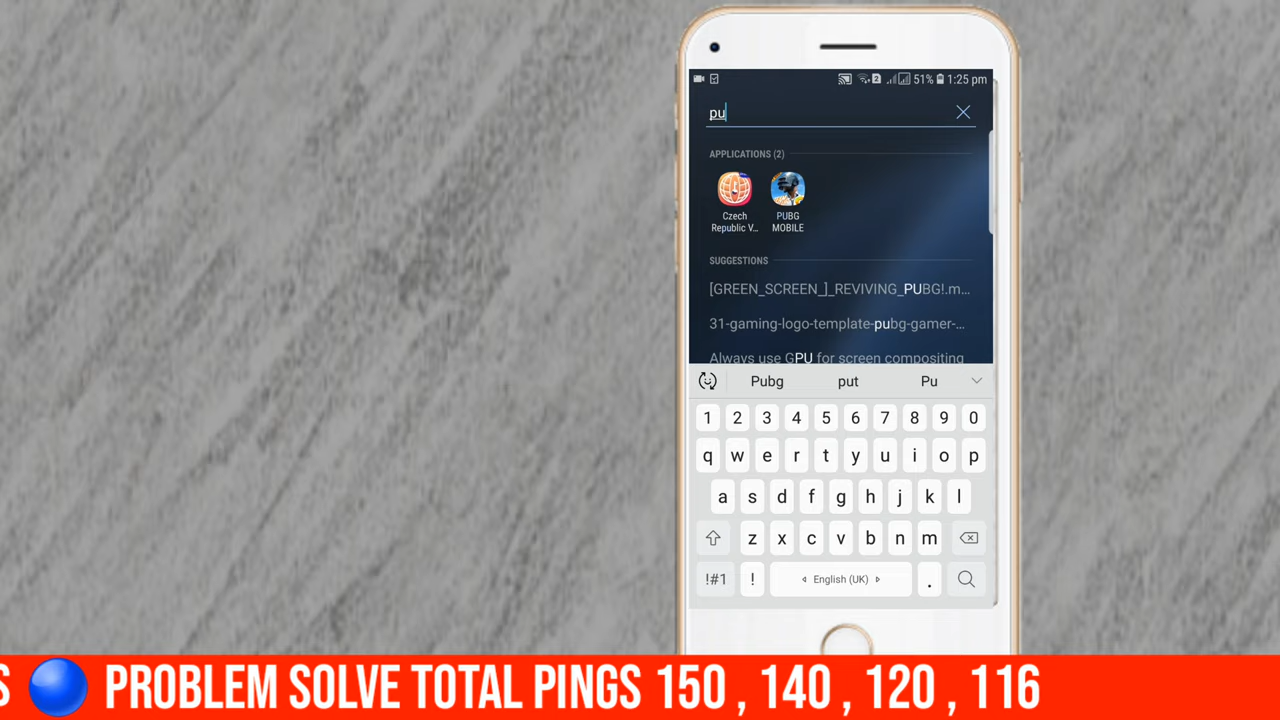 51% 1:25 pm
pu
APPLICATIONS (2)
Czech
Republic V...
PUBG
MOBILE
SUGGESTIONS
[GREEN_SCREEN_]_REVIVING_PUBG!.m...
31-gaming-logo-template-pubg-gamer-...
Always use GPU for screen compositing
Pubg put Pu
1 2 3 4 5 6 7 8 9 0
q w e r t y u i o p
a s d f g h j k l
z x c v b n m
!#1 ! English (UK) .
S PROBLEM SOLVE TOTAL PINGS 150 , 140 , 120 , 116